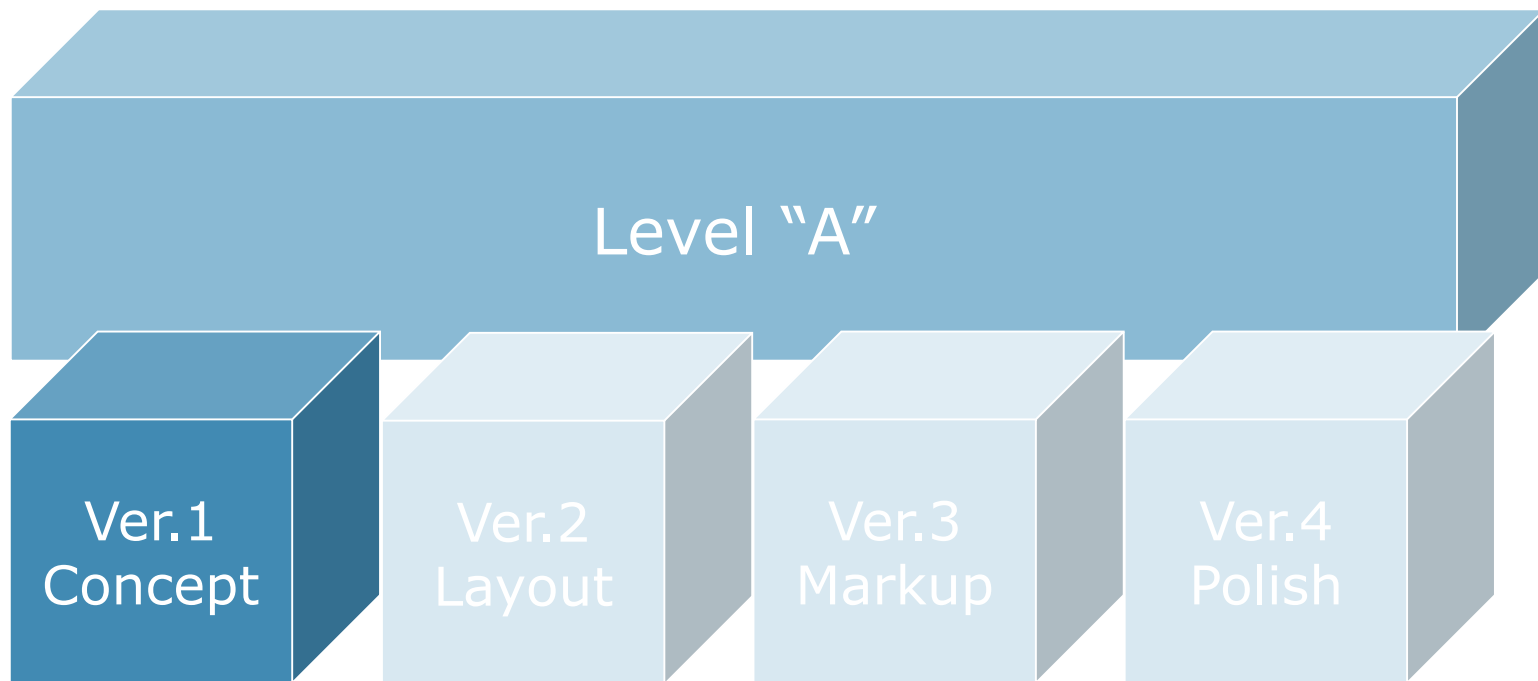 Level “A”
Ver.1
Concept
Ver.2
Layout
Ver.3
Markup
Ver.4
Polish